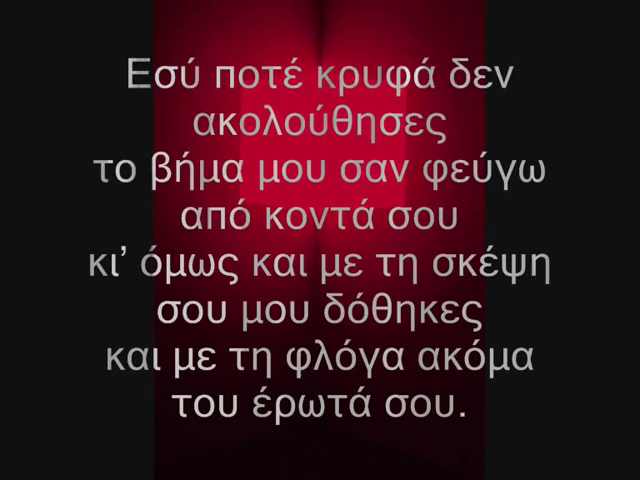 Εσύ ποτέ κρυφά δεν
ακολούθησες
το βήμα μου σαν φεύγω
από κοντά σου
κι’ όμως και με τη σκέψη
σου μου δόθηκες
και με τη φλόγα ακόμα
του έρωτά σου.